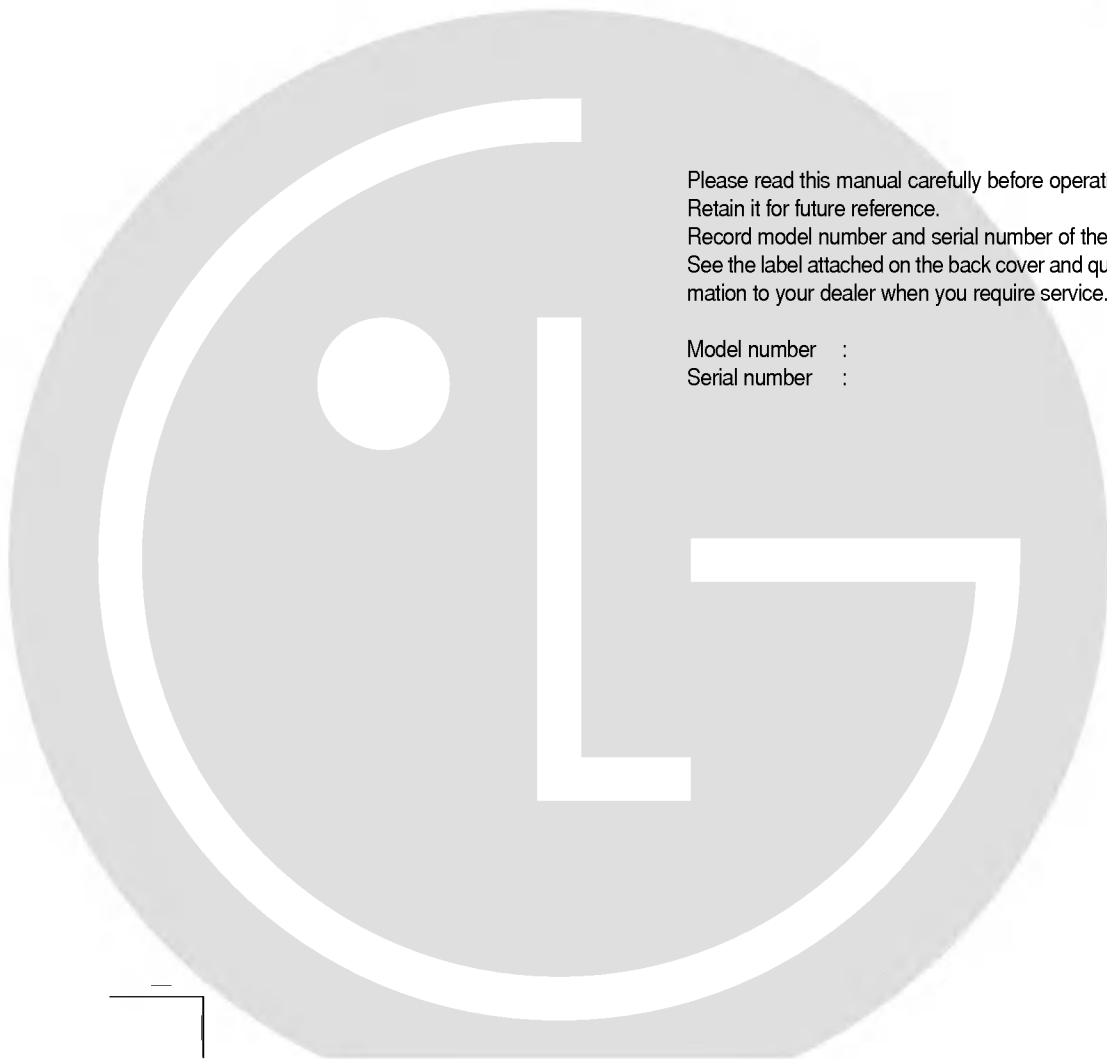 Please read this manual carefully before operati
Retain it for future reference.
Record model number and serial number of the
See the label attached on the back cover and qu
mation to your dealer when you require service.
Model number :
Serial number :